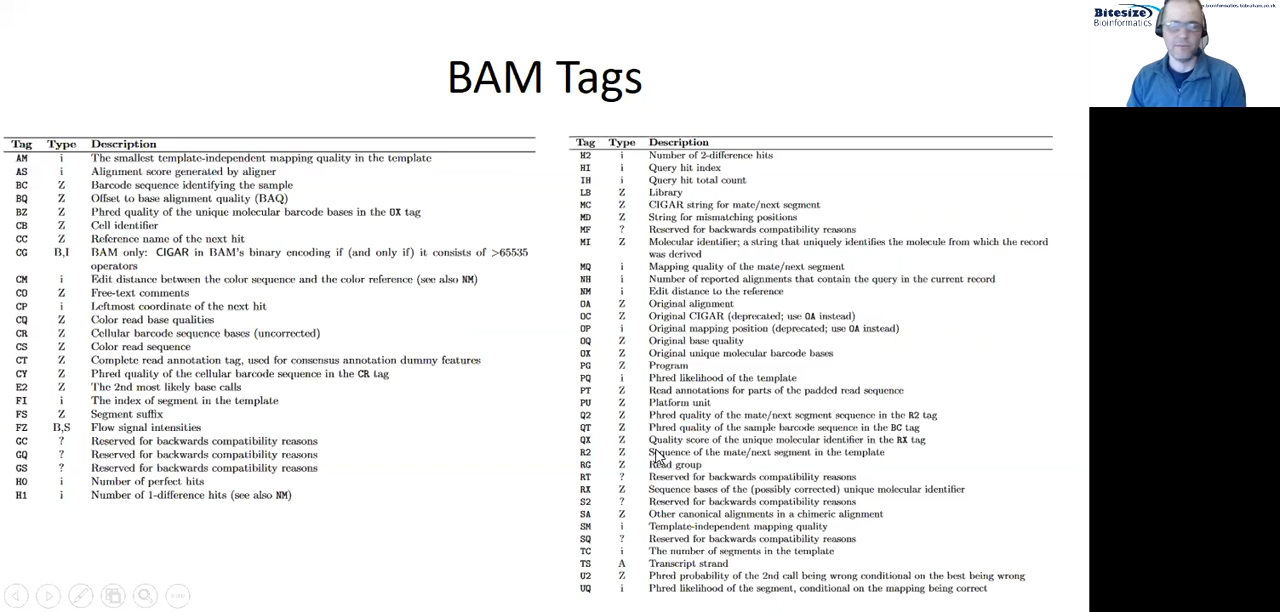 BAM Tags
Bitesize
Bioinformatics
Tag Type Description
AM i The smallest template-independent mapping quality in the template
AS i Alignment score generated by aligner
BC Z Barcode sequence identifying the sample
BQ Z Offset to base alignment quality (BAQ)
BZ Z Phred quality of the unique molecular barcode bases in the OX tag
CB Z Cell identifier
CC Z Reference name of the next hit
CG B,I BAM only: CIGAR in BAM's binary encoding if (and only if) it consists of >65535
operators
CM i Edit distance between the color sequence and the color reference (see also NM)
CO Z Free-text comments
CP i Leftmost coordinate of the next hit
CQ Z Color read base qualities
CR Z Cellular barcode sequence bases (uncorrected)
CS Z Color read sequence
CT Z Complete read annotation tag, used for consensus annotation dummy features
CY Z Phred quality of the cellular barcode sequence in the CR tag
E2 Z The 2nd most likely base calls
FI i The index of segment in the template
FS Z Segment suffix
FZ B,S Flow signal intensities
GC ? Reserved for backwards compatibility reasons
GQ ? Reserved for backwards compatibility reasons
GS ? Reserved for backwards compatibility reasons
H0 i Number of perfect hits
H1 i Number of 1-difference hits (see also NM)
Tag Type Description
H2 i Number of 2-difference hits
HI i Query hit index
IH i Query hit total count
LB Z Library
MC Z CIGAR string for mate/next segment
MD Z String for mismatching positions
MF ? Reserved for backwards compatibility reasons
MI Z Molecular identifier; a string that uniquely identifies the molecule from which the record
was derived
MQ i Mapping quality of the mate/next segment
NH i Number of reported alignments that contain the query in the current record
NM i Edit distance to the reference
OA Z Original alignment
OC Z Original CIGAR (deprecated; use OA instead)
OP i Original mapping position (deprecated; use OA instead)
OQ Z Original base quality
OX Z Original unique molecular barcode bases
PG Z Program
PQ i Phred likelihood of the template
PT Z Read annotations for parts of the padded read sequence
PU Z Platform unit
Q2 Z Phred quality of the mate/next segment sequence in the R2 tag
QT Z Phred quality of the sample barcode sequence in the BC tag
QX Z Quality score of the unique molecular identifier in the RX tag
R2 Z Sequence of the mate/next segment in the template
RG Z Read group
RT ? Reserved for backwards compatibility reasons
RX Z Sequence bases of the (possibly corrected) unique molecular identifier
S2 ? Reserved for backwards compatibility reasons
SA Z Other canonical alignments in a chimeric alignment
SM i Template-independent mapping quality
SQ ? Reserved for backwards compatibility reasons
TC i The number of segments in the template
TS A Transcript strand
U2 Z Phred probability of the 2nd call being wrong conditional on the best being wrong
UQ i Phred likelihood of the segment, conditional on the mapping being correct